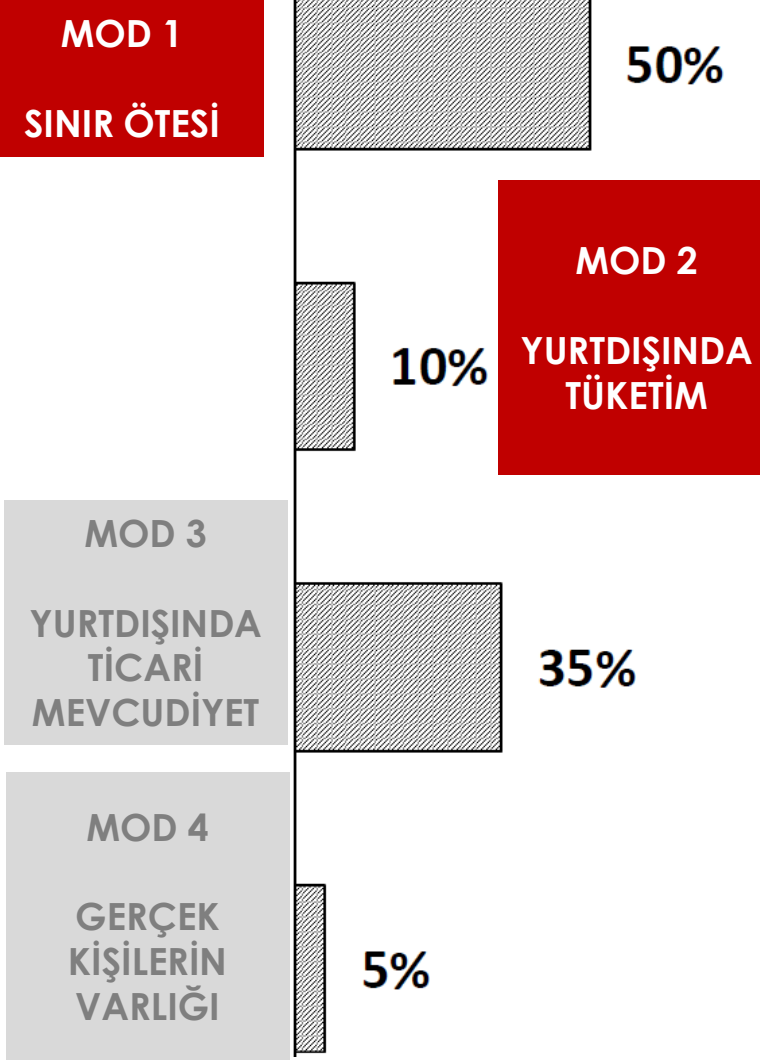 MOD 1
SINIR ÖTESİ
50%
MOD 2
YURTDIŞINDA
TÜKETİM
10%
MOD 3
YURTDIŞINDA
TİCARİ
MEVCUDİYET
35%
MOD 4
GERÇEK
KİŞİLERİN
VARLIĞI
5%